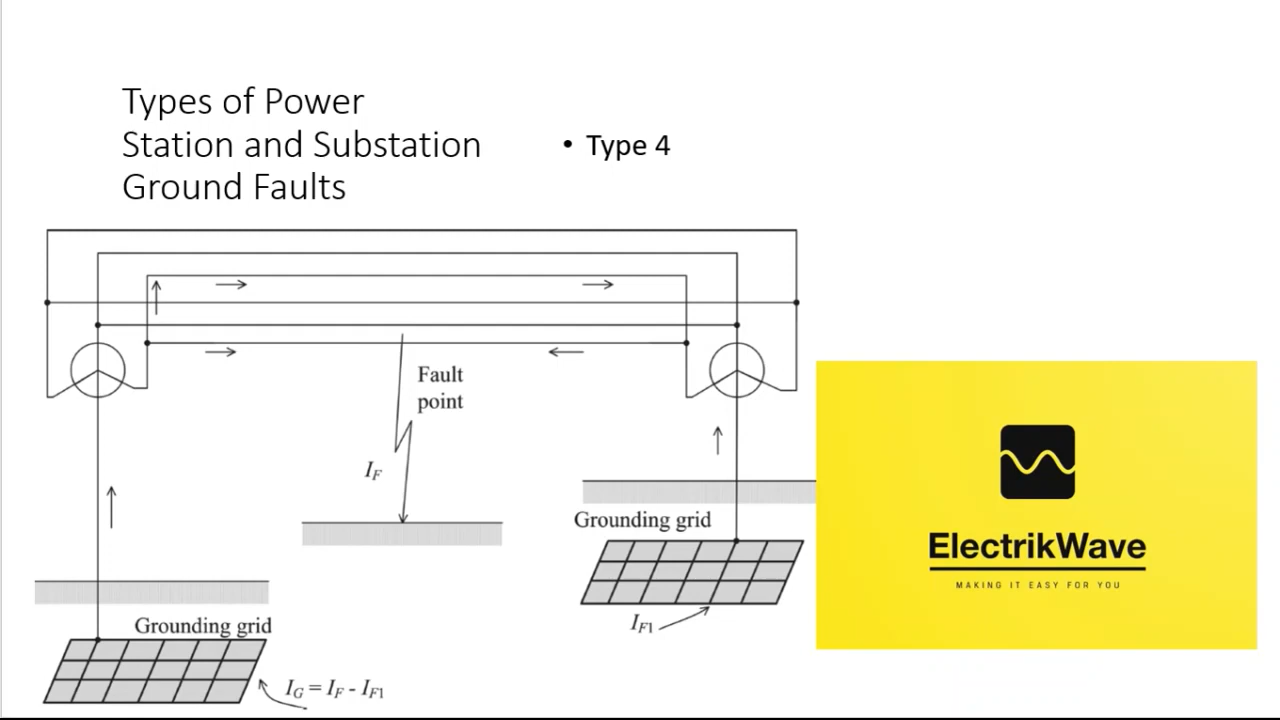 Types of Power
Station and Substation
Ground Faults
• Type 4
Fault
point
I_F
Grounding grid
I_F1
Grounding grid
I_G = I_F - I_F1
ElectrikWave
MAKING IT EASY FOR YOU